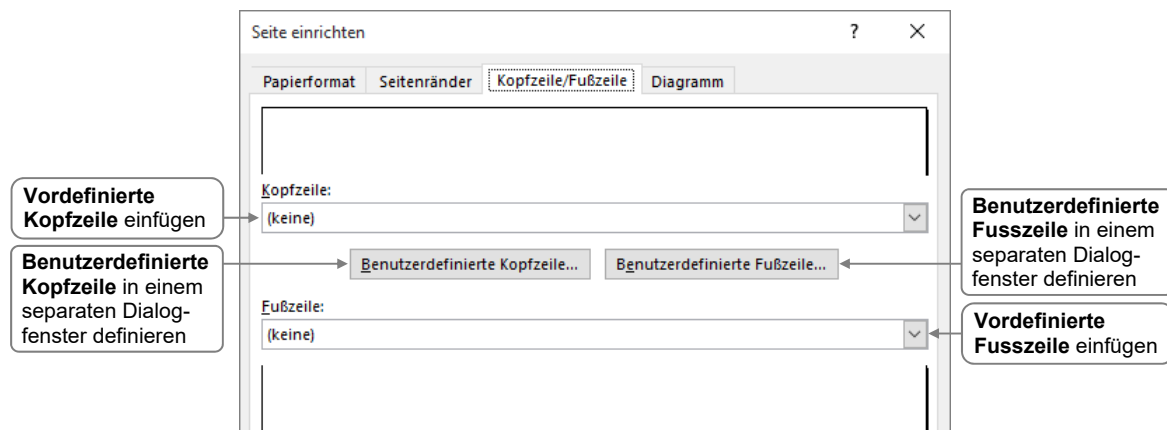 Seite einrichten
?
Papierformat Seitenränder Kopfzeile/Fußzeile Diagramm
Vordefinierte
Kopfzeile einfügen
Kopfzeile:
(keine)
Benutzerdefinierte
Kopfzeile in einem
separaten Dialog-
fenster definieren
Benutzerdefinierte Kopfzeile... Benutzerdefinierte Fußzeile...
Benutzerdefinierte
Fusszeile in einem
separaten Dialog-
fenster definieren
Fußzeile:
(keine)
Vordefinierte
Fusszeile einfügen